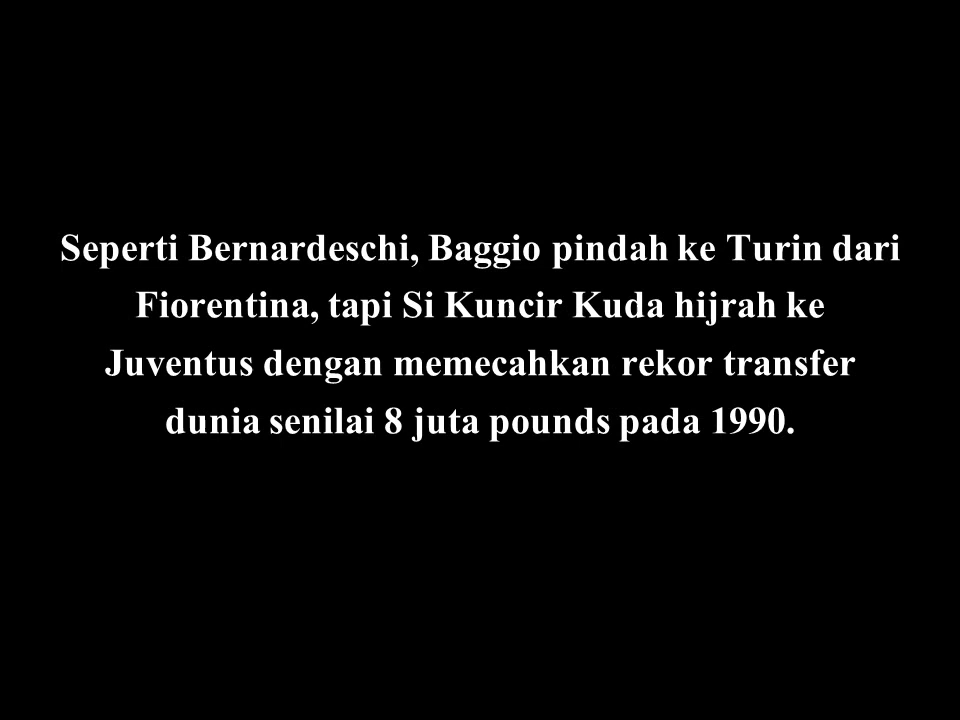 Seperti Bernardeschi, Baggio pindah ke Turin dari
Fiorentina, tapi Si Kuncir Kuda hijrah ke
Juventus dengan memecahkan rekor transfer
dunia senilai 8 juta pounds pada 1990.